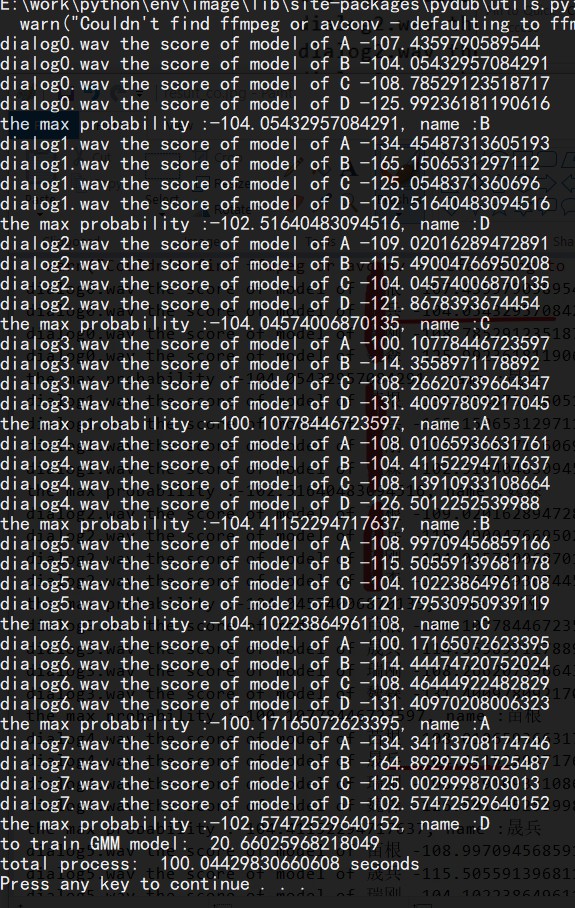 E:\work\python\env\image\lib\site-packages\pydub\utils.py:
warn("Couldn't find ffmpeg or avconv - defaulting to ffm
dialog0.wav the score of model of A -107.4359790589544
dialog0.wav the score of model of B -104.05432957084291
dialog0.wav the score of model of C -108.78529123518717
dialog0.wav the score of model of D -125.99236181190616
the max probability :-104.05432957084291, name :B
dialog1.wav the score of model of A -134.45487313605193
dialog1.wav the score of model of B -165.1506531297112
dialog1.wav the score of model of C -125.0548371360696
dialog1.wav the score of model of D -102.51640483094516
the max probability :-102.51640483094516, name :D
dialog2.wav the score of model of A -109.02016289472891
dialog2.wav the score of model of B -115.49004766950208
dialog2.wav the score of model of C -104.04574006870135
dialog2.wav the score of model of D -121.8678393674454
the max probability :-104.04574006870135, name :C
dialog3.wav the score of model of A -100.10778446723597
dialog3.wav the score of model of B -114.3558971178892
dialog3.wav the score of model of C -108.26620739664347
dialog3.wav the score of model of D -131.4009780921704​5
the max probability :-100.10778446723597, name :A
dialog4.wav the score of model of A -108.01065936631761
dialog4.wav the score of model of B -104.41152294717637
dialog4.wav the score of model of C -108.13910933108664
dialog4.wav the score of model of D -126.5012262539988
the max probability :-104.41152294717637, name :B
dialog5.wav the score of model of A -108.99709456859166
dialog5.wav the score of model of B -115.50559139681178
dialog5.wav the score of model of C -104.10223864961108
dialog5.wav the score of model of D -121.79530950939119
the max probability :-104.10223864961108, name :C
dialog6.wav the score of model of A -100.17165072623395
dialog6.wav the score of model of B -114.44474720752024
dialog6.wav the score of model of C
dialog6.wav the score of model of D
the max probability :-100.17165072623395, name :A
dialog7.wav the score of model of A -134.34113708174746
dialog7.wav the score of model of B -164.89297951725487
dialog7.wav the score of model of C
dialog7.wav the score of model of D -102.57472529640152
the max probability :-102.57472529640152, name :D
to train GMM model:
total process :100.04429830660608 seconds
Press any key to continue . . .